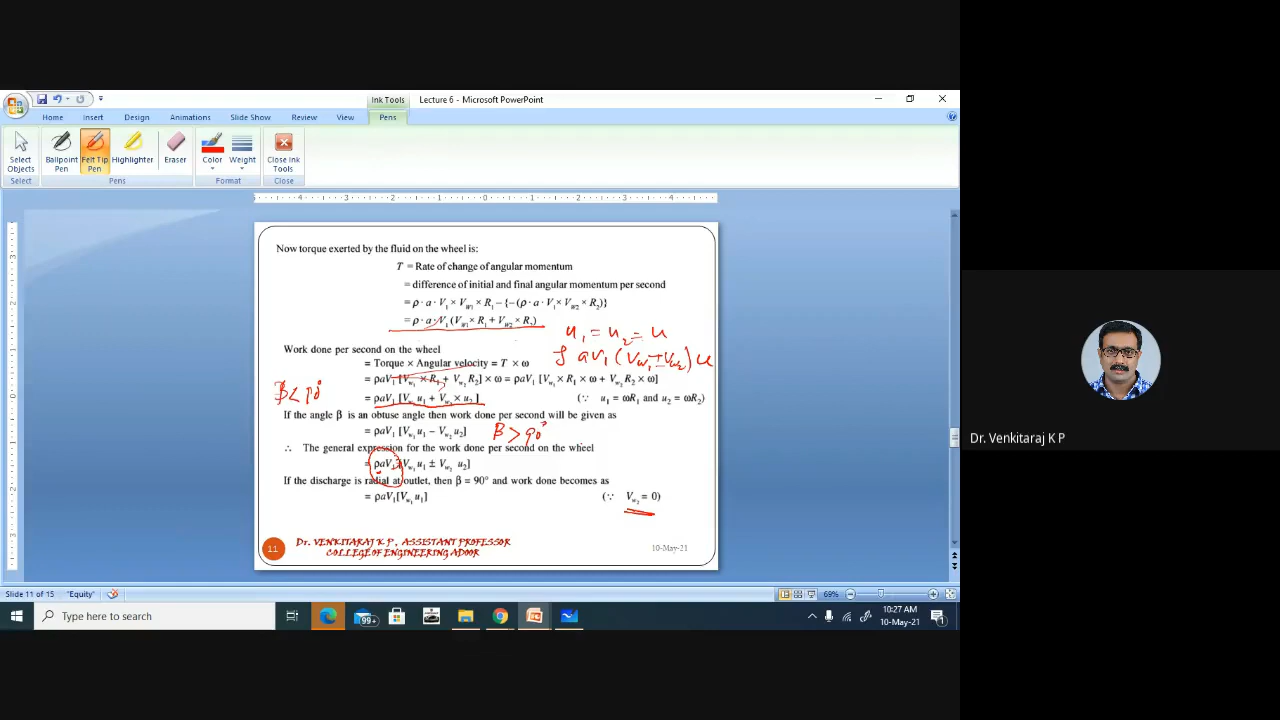 Ink Tools
Lecture 6 - Microsoft PowerPoint
Home Insert Design Animations Slide Show Review View Pens
Select Objects
Ballpoint Pen
Felt Tip Pen
Highlighter
Eraser
Color
Weight
Close Ink Tools
Select Pens Format Close
Now torque exerted by the fluid on the wheel is:
T = Rate of change of angular momentum
= difference of initial and final angular momentum per second
= ρ · a · V₁ × V_W1 × R₁ – {–(ρ · a · V₁ × V_W2 × R₂)}
= ρ · a · V₁ (V_W1 × R₁ + V_W2 × R₂)
u₁ = u₂ = u
Work done per second on the wheel
ρ aV₁ (V_w1 ± V_w2) u
= Torque × Angular velocity = T × ω
= ρaV₁ [V_w1 × R₁ + V_w2 R₂] × ω = ρaV₁ [V_w1 × R₁ × ω + V_w2 R₂ × ω]
β < 90°
= ρaV₁ [V_w1 u₁ + V_w2 × u₂ ] (∵ u₁ = ωR₁ and u₂ = ωR₂)
If the angle β is an obtuse angle then work done per second will be given as
= ρaV₁ [V_w1 u₁ – V_w2 u₂]
β > 90°
∴ The general expression for the work done per second on the wheel
= ρaV₁ [V_w1 u₁ ± V_w2 u₂]
If the discharge is radial at outlet, then β = 90° and work done becomes as
= ρaV₁[V_w1 u₁] (∵ V_w2 = 0)
11
Dr. VENKITARAJ K P, ASSISTANT PROFESSOR
COLLEGE OF ENGINEERING ADOOR
10-May-21
Dr. Venkitaraj K P
Slide 11 of 15 "Equity" 69%
Type here to search
99+
10:27 AM
10-May-21
1